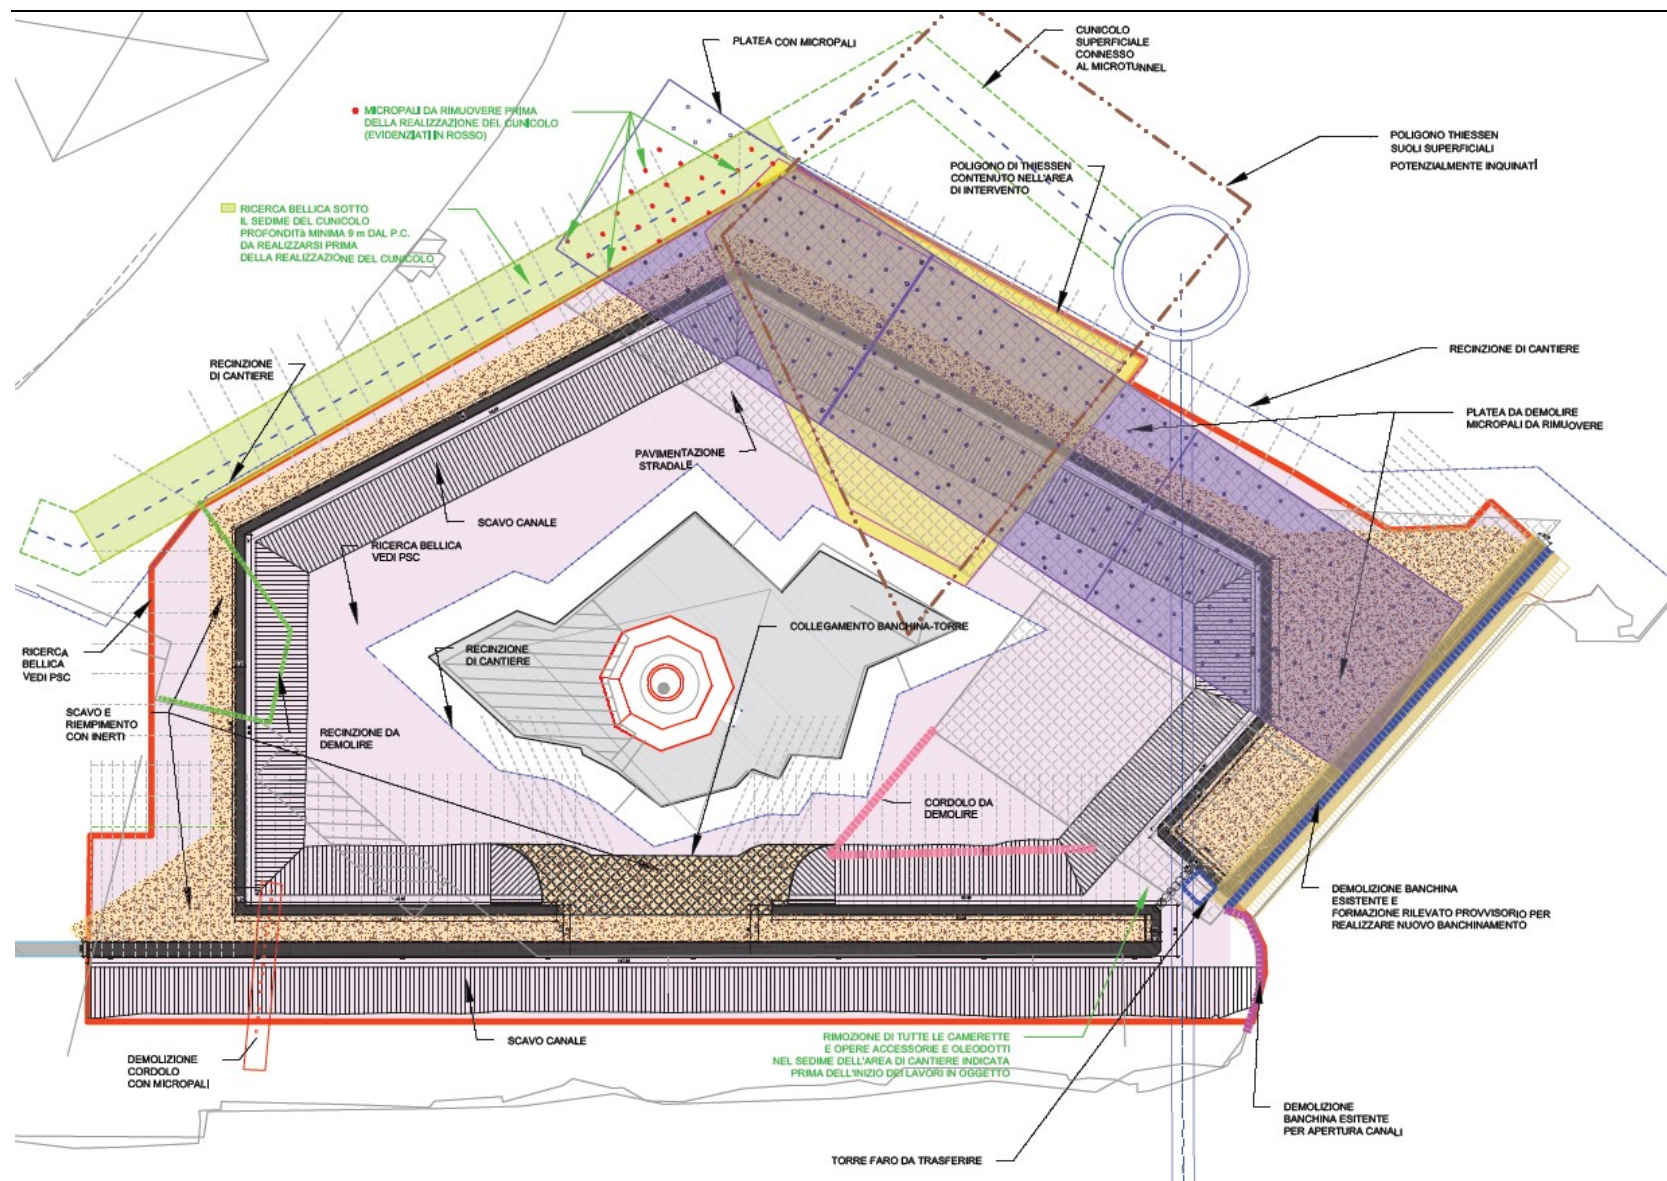 PLATEA CON MICROPALI
CUNICOLO
SUPERFICIALE
CONNESSO
AL MICROTUNNEL
MICROPALI DA RIMUOVERE PRIMA
DELLA REALIZZAZIONE DEL CUNICOLO
(EVIDENZIATI IN ROSSO)
POLIGONO THIESSEN
SUOLI SUPERFICIALI
POTENZIALMENTE INQUINATI
POLIGONO DI THIESSEN
CONTENUTO NELL'AREA
DI INTERVENTO
RICERCA BELLICA SOTTO
IL SEDIME DEL CUNICOLO
PROFONDITà MINIMA 9 m DAL P.C.
DA REALIZZARSI PRIMA
DELLA REALIZZAZIONE DEL CUNICOLO
RECINZIONE
DI CANTIERE
RECINZIONE DI CANTIERE
PLATEA DA DEMOLIRE
MICROPALI DA RIMUOVERE
PAVIMENTAZIONE
STRADALE
SCAVO CANALE
RICERCA BELLICA
VEDI PSC
COLLEGAMENTO BANCHINA-TORRE
RECINZIONE
DI CANTIERE
RICERCA
BELLICA
VEDI PSC
SCAVO E
RIEMPIMENTO
CON INERTI
RECINZIONE DA
DEMOLIRE
CORDOLO DA
DEMOLIRE
DEMOLIZIONE BANCHINA
ESISTENTE E
FORMAZIONE RILEVATO PROVVISORIO PER
REALIZZARE NUOVO BANCHINAMENTO
SCAVO CANALE
RIMOZIONE DI TUTTE LE CAMERETTE
E OPERE ACCESSORIE E OLEODOTTI
NEL SEDIME DELL'AREA DI CANTIERE INDICATA
PRIMA DELL'INIZIO DEI LAVORI IN OGGETTO
DEMOLIZIONE
CORDOLO
CON MICROPALI
DEMOLIZIONE
BANCHINA ESITENTE
PER APERTURA CANALI
TORRE FARO DA TRASFERIRE